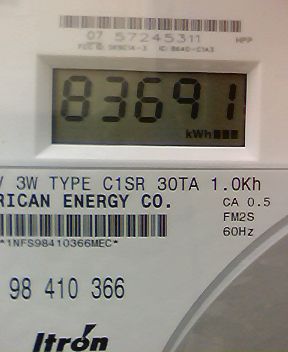 07 57245311 HPP
83691
kWh
V 3W TYPE C1SR 30TA 1.0Kh
RICAN ENERGY CO. CA 0.5
FM2S
*1NFS98410366MEC* 60Hz
98 410 366
Itron